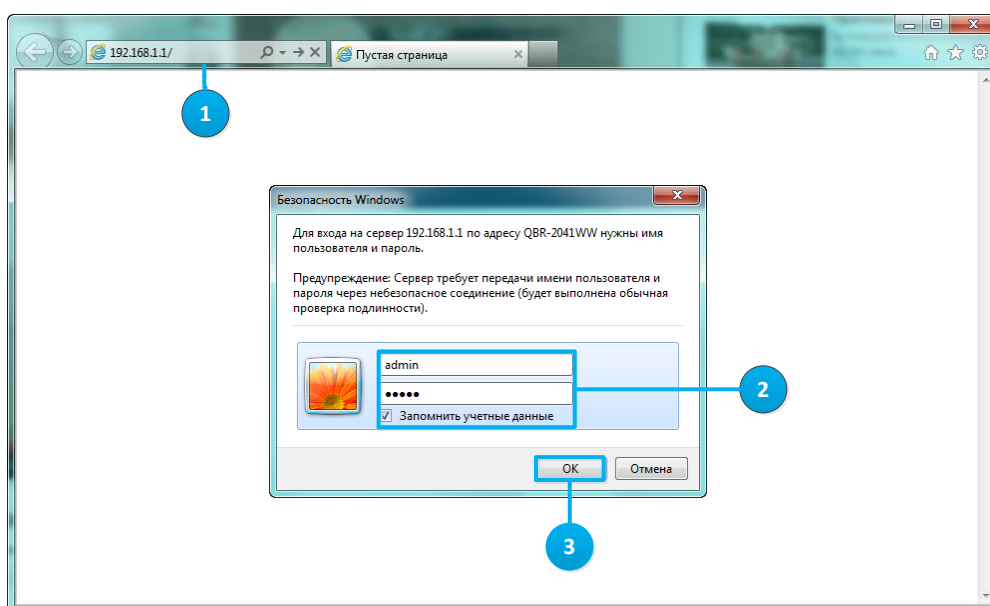 192.168.1.1/
Пустая страница
1
Безопасность Windows
Для входа на сервер 192.168.1.1 по адресу QBR-2041WW нужны имя
пользователя и пароль.
Предупреждение: Сервер требует передачи имени пользователя и
пароля через небезопасное соединение (будет выполнена обычная
проверка подлинности).
admin
•••••
Запомнить учетные данные
2
ОК
Отмена
3